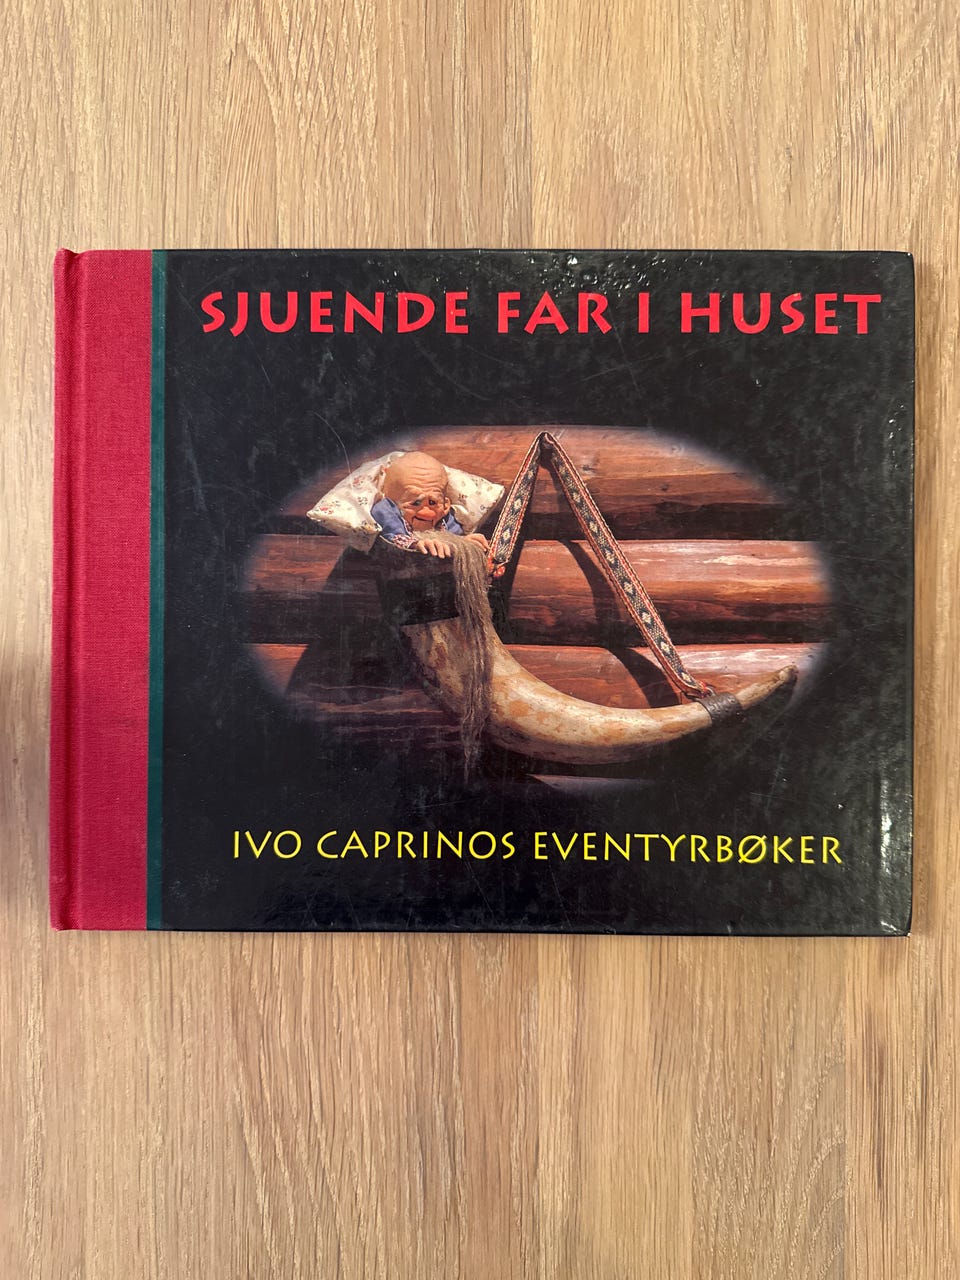 SJUENDE FAR I HUSET
IVO CAPRINOS EVENTYRBØKER